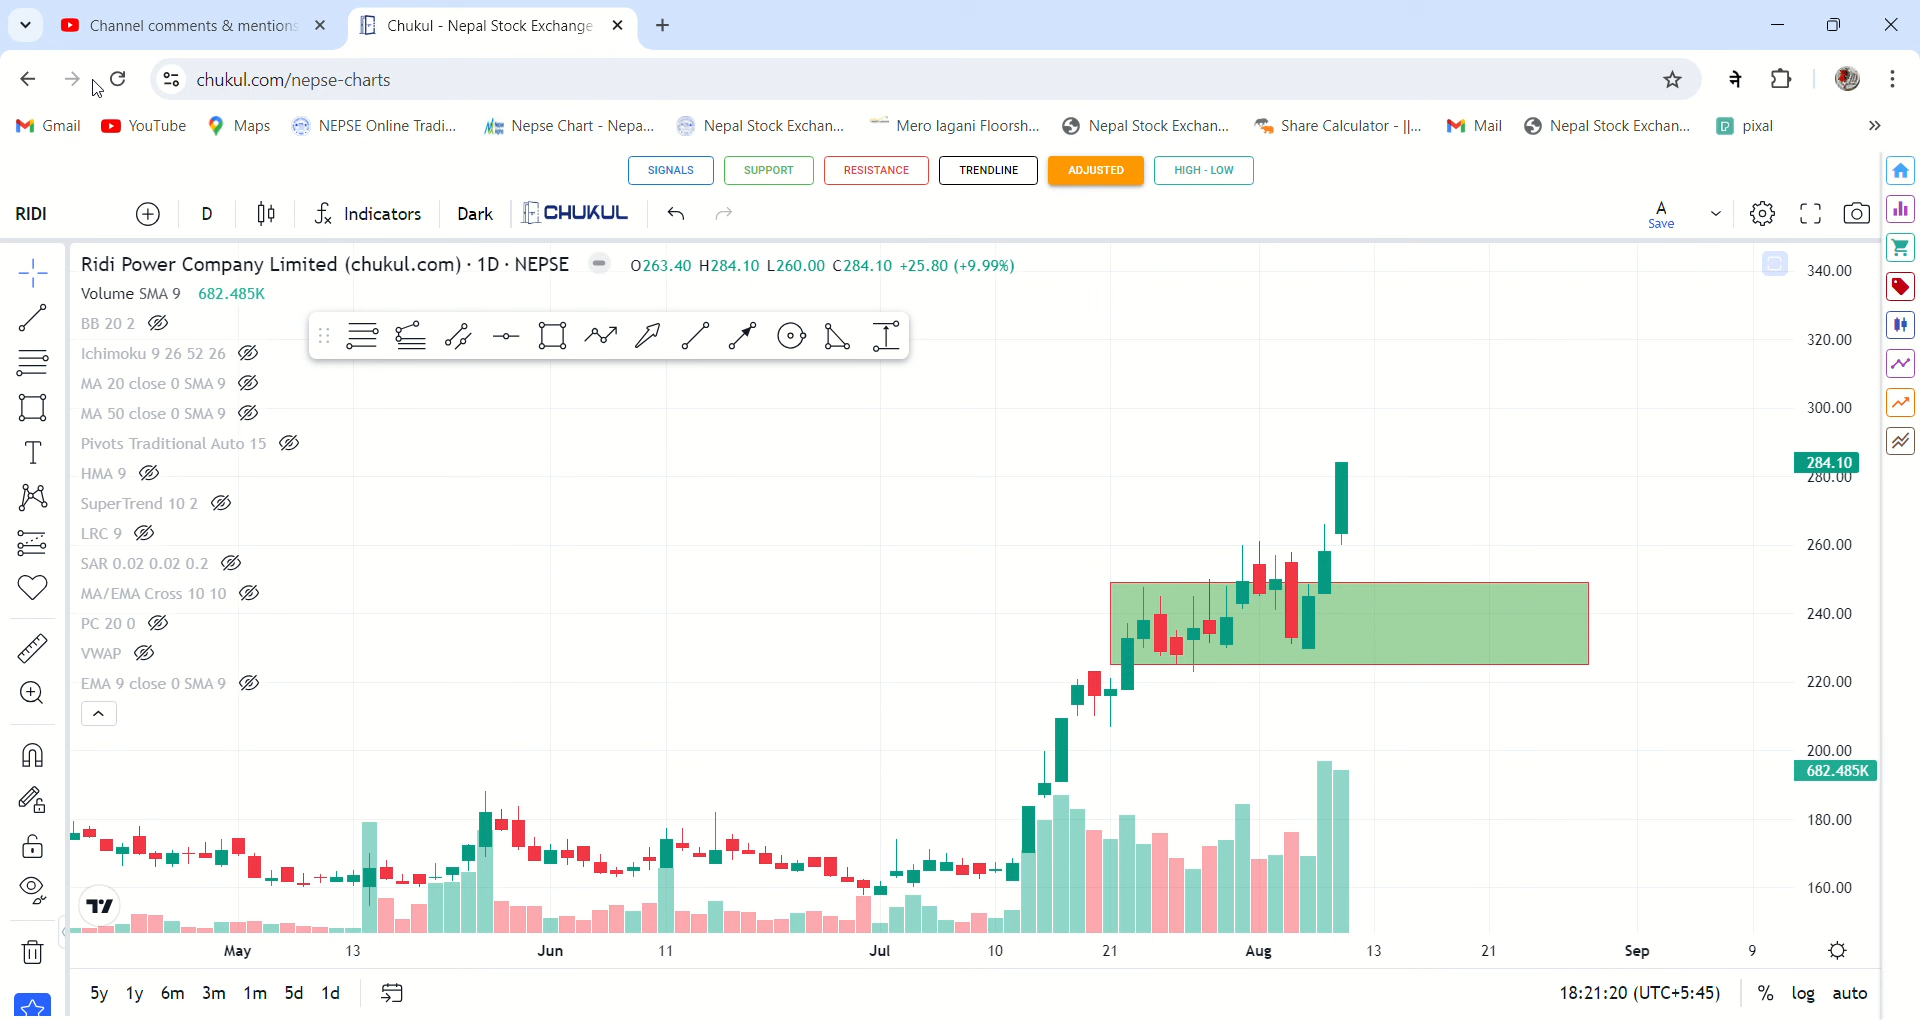 Channel comments & mentions
Chukul - Nepal Stock Exchange
chukul.com/nepse-charts
ने
Gmail YouTube Maps NEPSE Online Tradi... Nepse Chart - Nepa... Nepal Stock Exchan... Mero lagani Floorsh... Nepal Stock Exchan... Share Calculator - ||... Mail Nepal Stock Exchan... pixal
SIGNALS SUPPORT RESISTANCE TRENDLINE ADJUSTED HIGH - LOW
RIDI D Indicators Dark CHUKUL A
Save
Ridi Power Company Limited (chukul.com) · 1D · NEPSE O263.40 H284.10 L260.00 C284.10 +25.80 (+9.99%)
Volume SMA 9 682.485K
BB 20 2
Ichimoku 9 26 52 26
MA 20 close 0 SMA 9
MA 50 close 0 SMA 9
Pivots Traditional Auto 15
HMA 9
SuperTrend 10 2
LRC 9
SAR 0.02 0.02 0.2
MA/EMA Cross 10 10
PC 20 0
VWAP
EMA 9 close 0 SMA 9
340.00
320.00
300.00
284.10
280.00
260.00
240.00
220.00
200.00
682.485K
180.00
160.00
May 13 Jun 11 Jul 10 21 Aug 13 21 Sep 9
5y 1y 6m 3m 1m 5d 1d 18:21:20 (UTC+5:45) % log auto